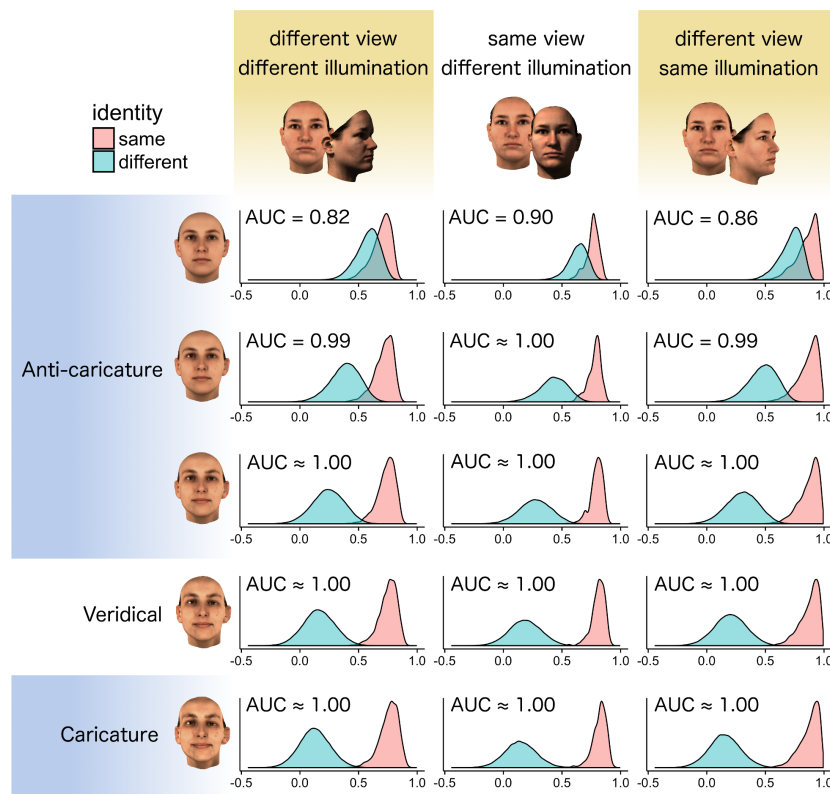 different view
different illumination
same view
different illumination
different view
same illumination
identity
same
different
AUC = 0.82
AUC = 0.90
AUC = 0.86
-0.5 0.0 0.5 1.0
-0.5 0.0 0.5 1.0
-0.5 0.0 0.5 1.0
Anti-caricature
AUC = 0.99
AUC ≈ 1.00
AUC = 0.99
-0.5 0.0 0.5 1.0
-0.5 0.0 0.5 1.0
-0.5 0.0 0.5 1.0
AUC ≈ 1.00
AUC ≈ 1.00
AUC ≈ 1.00
-0.5 0.0 0.5 1.0
-0.5 0.0 0.5 1.0
-0.5 0.0 0.5 1.0
Veridical
AUC ≈ 1.00
AUC ≈ 1.00
AUC ≈ 1.00
-0.5 0.0 0.5 1.0
-0.5 0.0 0.5 1.0
-0.5 0.0 0.5 1.0
Caricature
AUC ≈ 1.00
AUC ≈ 1.00
AUC ≈ 1.00
-0.5 0.0 0.5 1.0
-0.5 0.0 0.5 1.0
-0.5 0.0 0.5 1.0